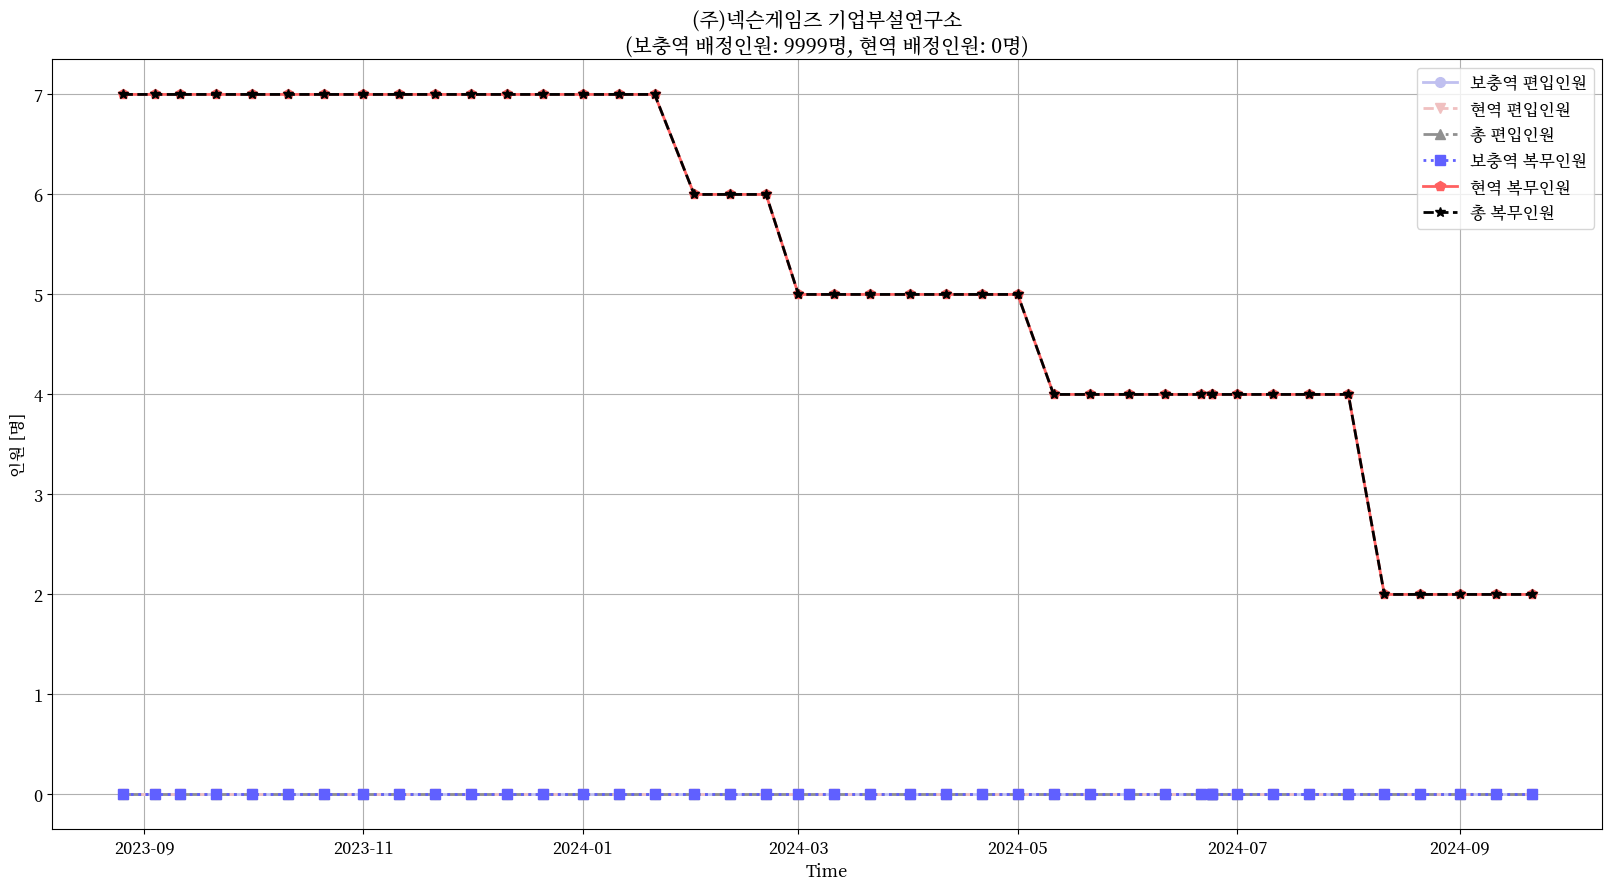 (주)넥슨게임즈 기업부설연구소
(보충역 배정인원: 9999명, 현역 배정인원: 0명)
보충역 편입인원
현역 편입인원
총 편입인원
보충역 복무인원
현역 복무인원
총 복무인원
인원 [명]
7
6
5
4
3
2
1
0
2023-09
2023-11
2024-01
2024-03
2024-05
2024-07
2024-09
Time